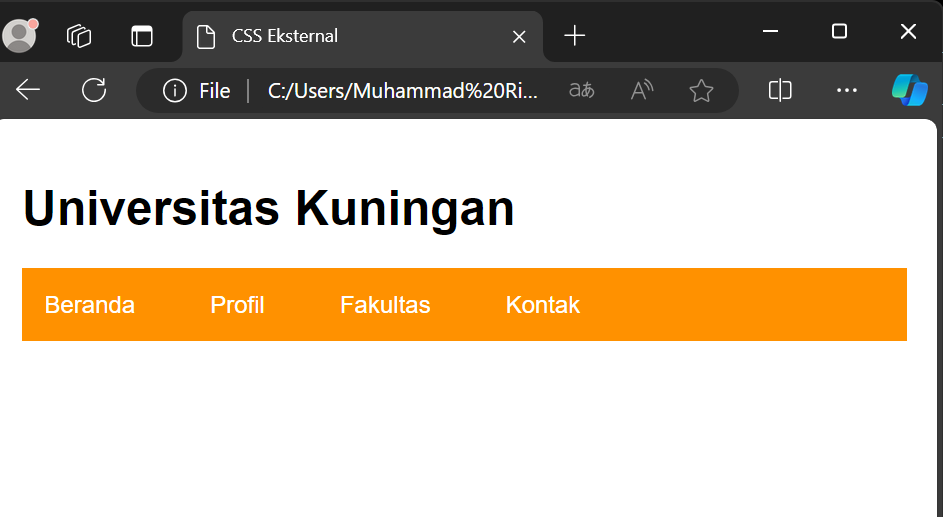 CSS Eksternal
File C:/Users/Muhammad%20Ri...
Universitas Kuningan
Beranda Profil Fakultas Kontak